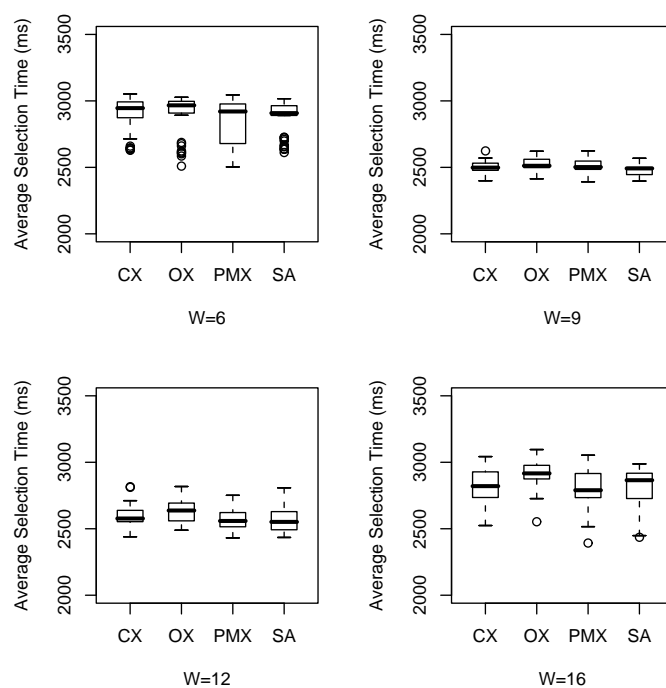 Average Selection Time (ms)
3500
3000
2500
2000
CX OX PMX SA
W=6
Average Selection Time (ms)
3500
3000
2500
2000
CX OX PMX SA
W=9
Average Selection Time (ms)
3500
3000
2500
2000
CX OX PMX SA
W=12
Average Selection Time (ms)
3500
3000
2500
2000
CX OX PMX SA
W=16